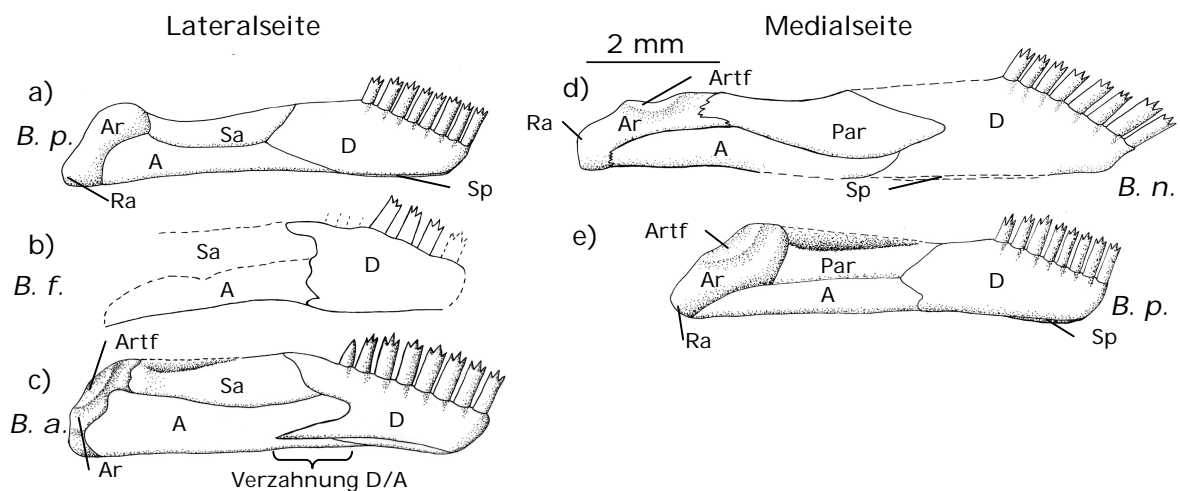 Lateralseite
Medialseite
2 mm
a)
B. p.
Ar
Sa
A
D
Ra
Sp
b)
B. f.
Sa
A
D
Artf
c)
B. a.
Sa
A
D
Ar
Verzahnung D/A
d)
Artf
Ra
Ar
Par
D
A
Sp
B. n.
e)
Artf
Ar
Par
A
D
B. p.
Ra
Sp